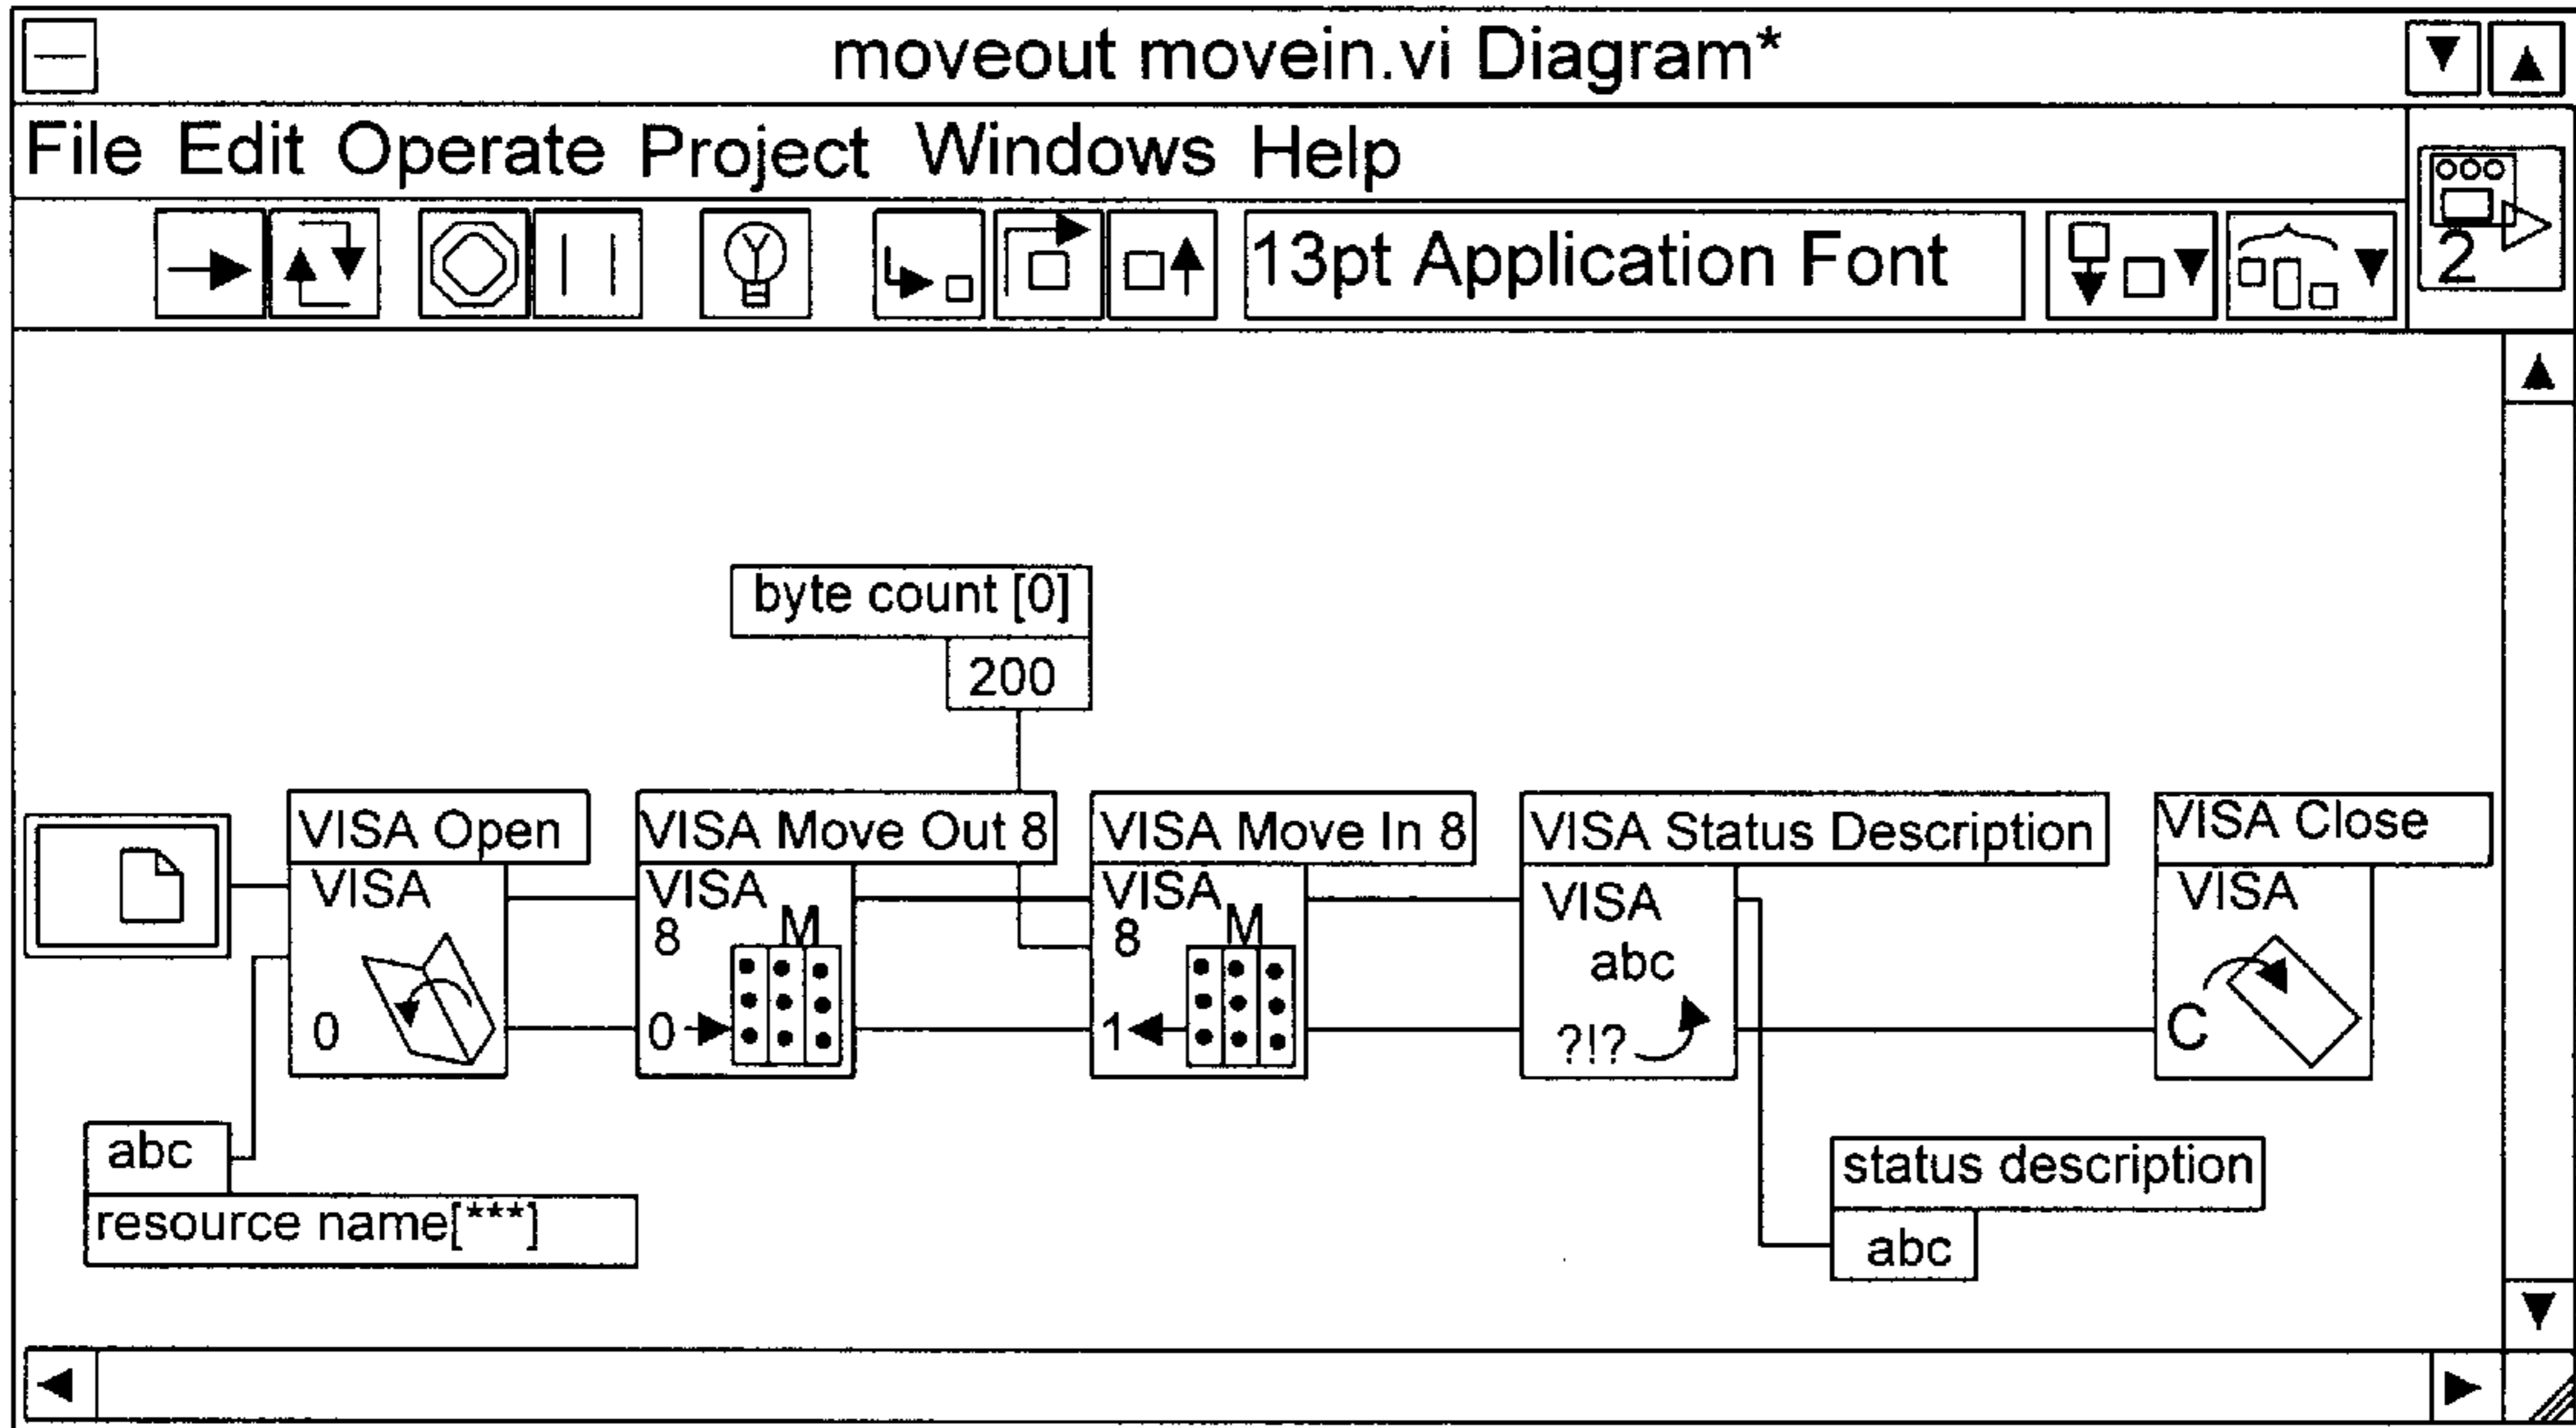 moveout movein.vi Diagram*
File Edit Operate Project Windows Help
13pt Application Font
2
byte count [0]
200
VISA Open
VISA
0
VISA Move Out 8
VISA
8
M
0
VISA Move In 8
VISA
8
M
1
VISA Status Description
VISA
abc
?!?
VISA Close
VISA
C
abc
resource name[***]
status description
abc